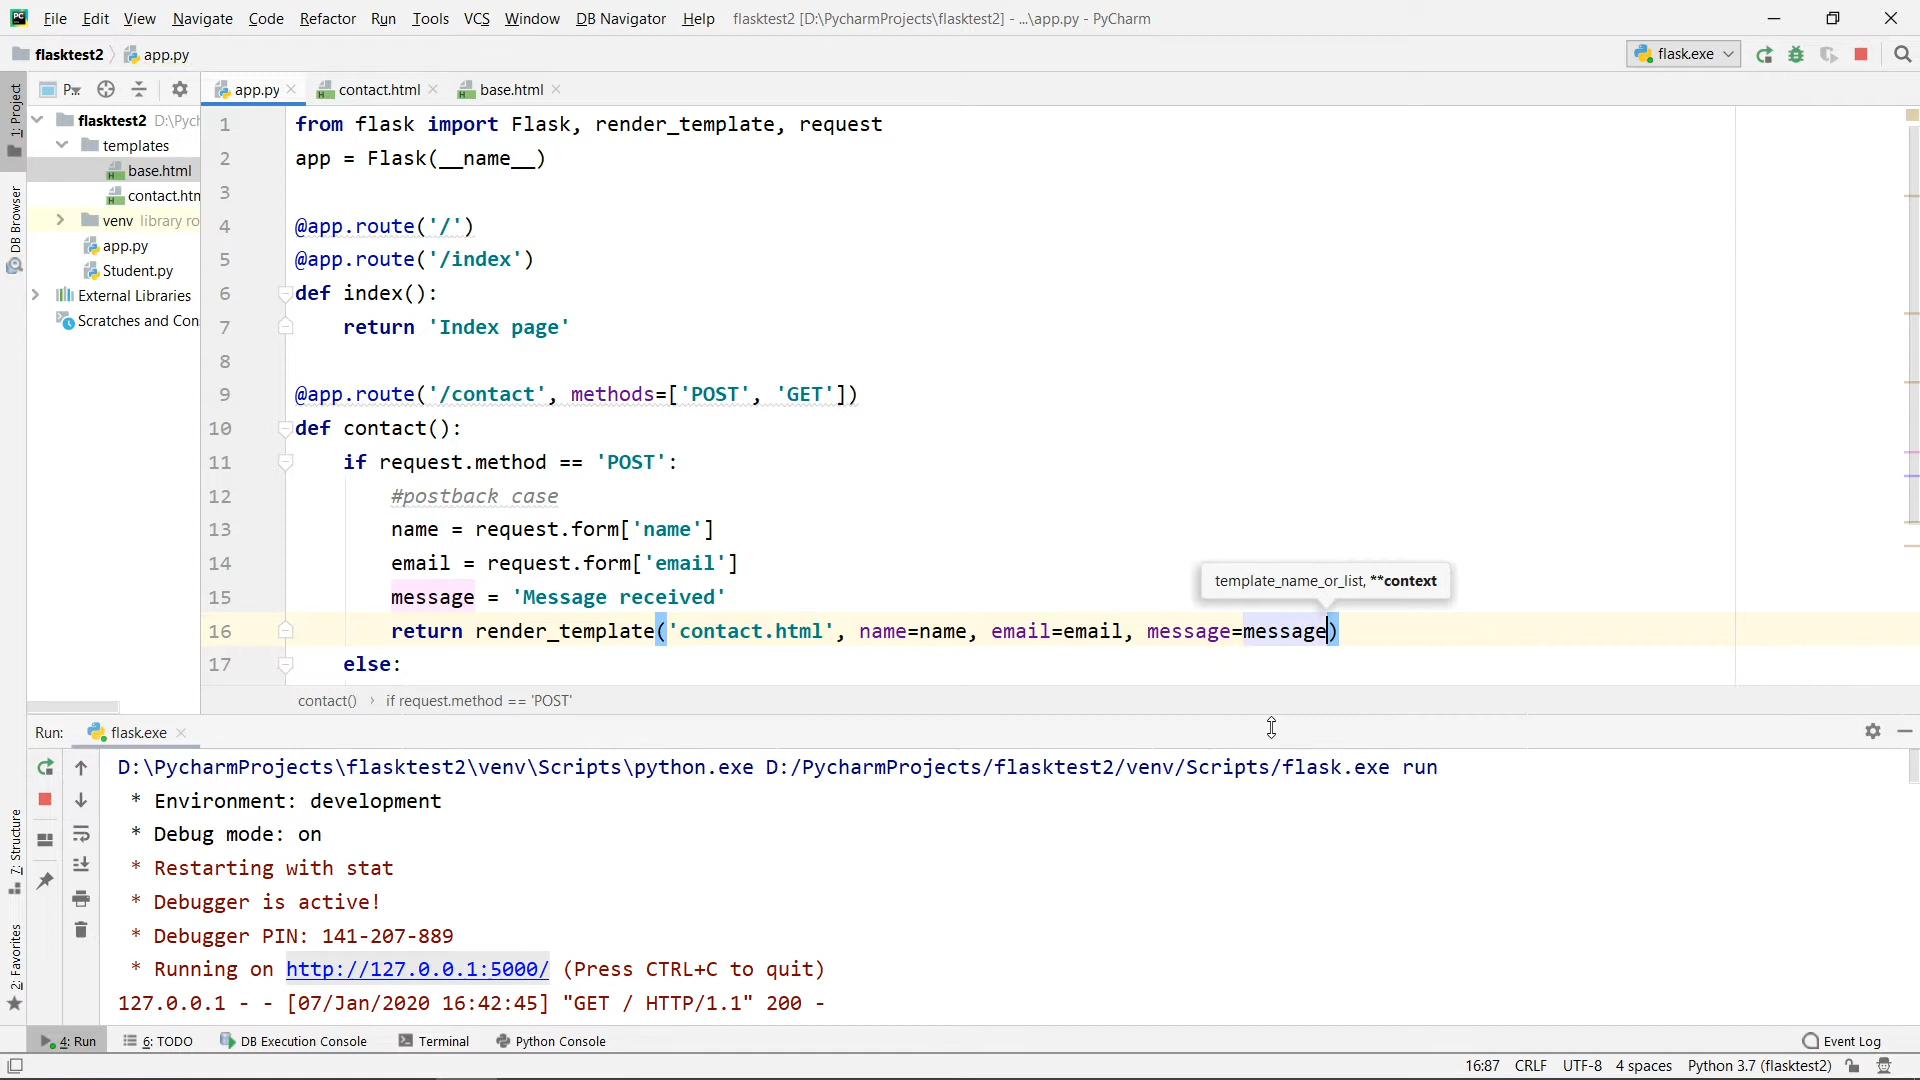 File Edit View Navigate Code Refactor Run Tools VCS Window DB Navigator Help flasktest2 [D:\PycharmProjects\flasktest2] - ...\app.py - PyCharm
flasktest2 app.py flask.exe
P... app.py contact.html base.html
1: Project
DB Browser
7: Structure
2: Favorites
flasktest2 D:\Pych
templates
base.html
contact.htn
venv library ro
app.py
Student.py
External Libraries
Scratches and Con
1 from flask import Flask, render_template, request
2 app = Flask(__name__)
3
4 @app.route('/')
5 @app.route('/index')
6 def index():
7 return 'Index page'
8
9 @app.route('/contact', methods=['POST', 'GET'])
10 def contact():
11 if request.method == 'POST':
12 #postback case
13 name = request.form['name']
14 email = request.form['email']
template_name_or_list, **context
15 message = 'Message received'
16 return render_template('contact.html', name=name, email=email, message=message)
17 else:
contact() › if request.method == 'POST'
Run: flask.exe
D:\PycharmProjects\flasktest2\venv\Scripts\python.exe D:/PycharmProjects/flasktest2/venv/Scripts/flask.exe run
* Environment: development
* Debug mode: on
* Restarting with stat
* Debugger is active!
* Debugger PIN: 141-207-889
* Running on http://127.0.0.1:5000/ (Press CTRL+C to quit)
127.0.0.1 - - [07/Jan/2020 16:42:45] "GET / HTTP/1.1" 200 -
4: Run 6: TODO DB Execution Console Terminal Python Console Event Log
16:87 CRLF UTF-8 4 spaces Python 3.7 (flasktest2)